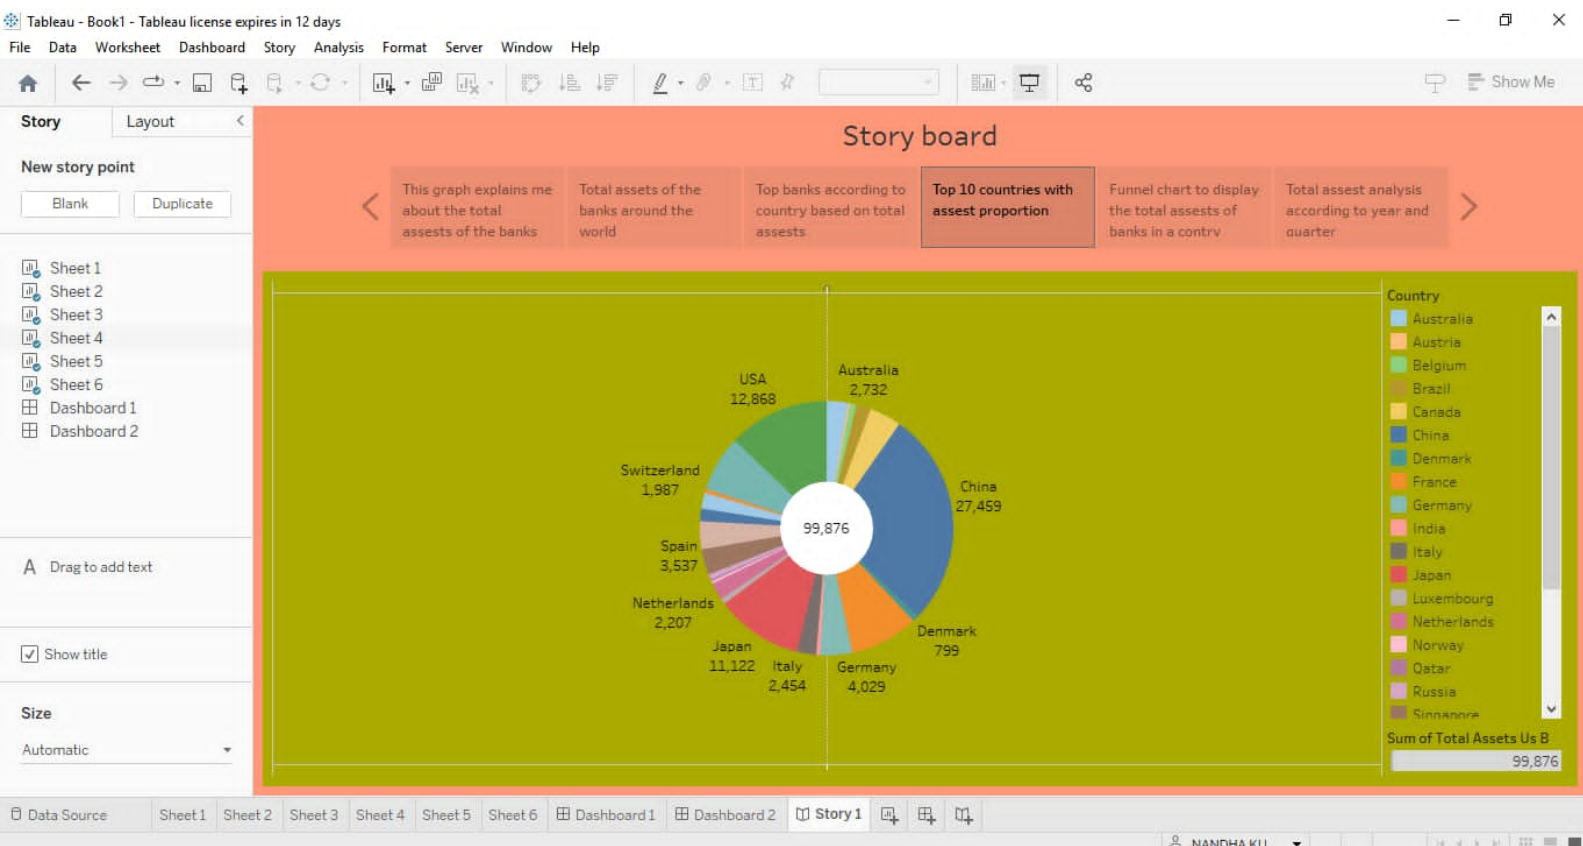 Tableau - Book1 - Tableau license expires in 12 days
File Data Worksheet Dashboard Story Analysis Format Server Window Help
Show Me
Story Layout
New story point
Blank Duplicate
Sheet 1
Sheet 2
Sheet 3
Sheet 4
Sheet 5
Sheet 6
Dashboard 1
Dashboard 2
A Drag to add text
Show title
Size
Automatic
Story board
This graph explains me
about the total
assests of the banks
Total assets of the
banks around the
world
Top banks according to
country based on total
assests
Top 10 countries with
assest proportion
Funnel chart to display
the total assests of
banks in a contry
Total assest analysis
according to year and
quarter
USA
12,868
Australia
2,732
Switzerland
1,987
China
27,459
99,876
Spain
3,537
Netherlands
2,207
Denmark
799
Japan
11,122
Italy
2,454
Germany
4,029
Country
Australia
Austria
Belgium
Brazil
Canada
China
Denmark
France
Germany
India
Italy
Japan
Luxembourg
Netherlands
Norway
Qatar
Russia
Singapore
Sum of Total Assets Us B
99,876
Data Source Sheet 1 Sheet 2 Sheet 3 Sheet 4 Sheet 5 Sheet 6 Dashboard 1 Dashboard 2 Story 1
NANDHA KU